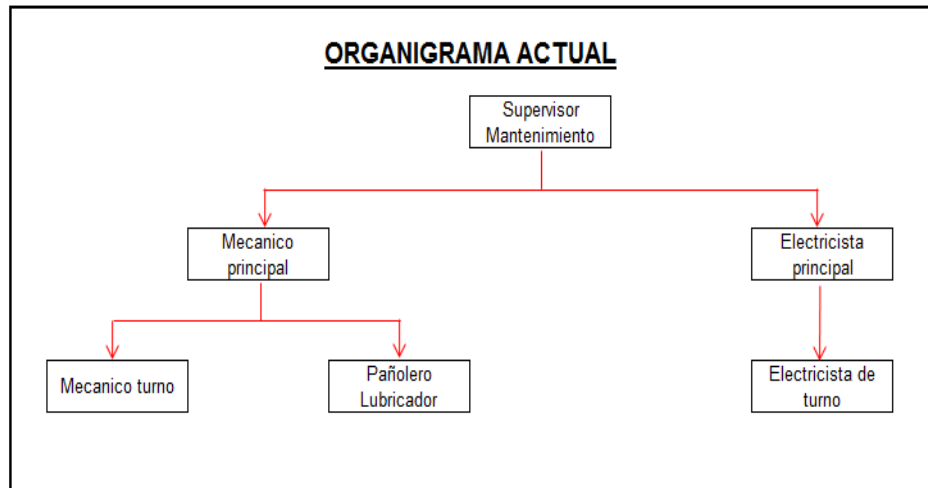 ORGANIGRAMA ACTUAL
Supervisor
Mantenimiento
Mecanico
principal
Electricista
principal
Mecanico turno
Pañolero
Lubricador
Electricista de
turno